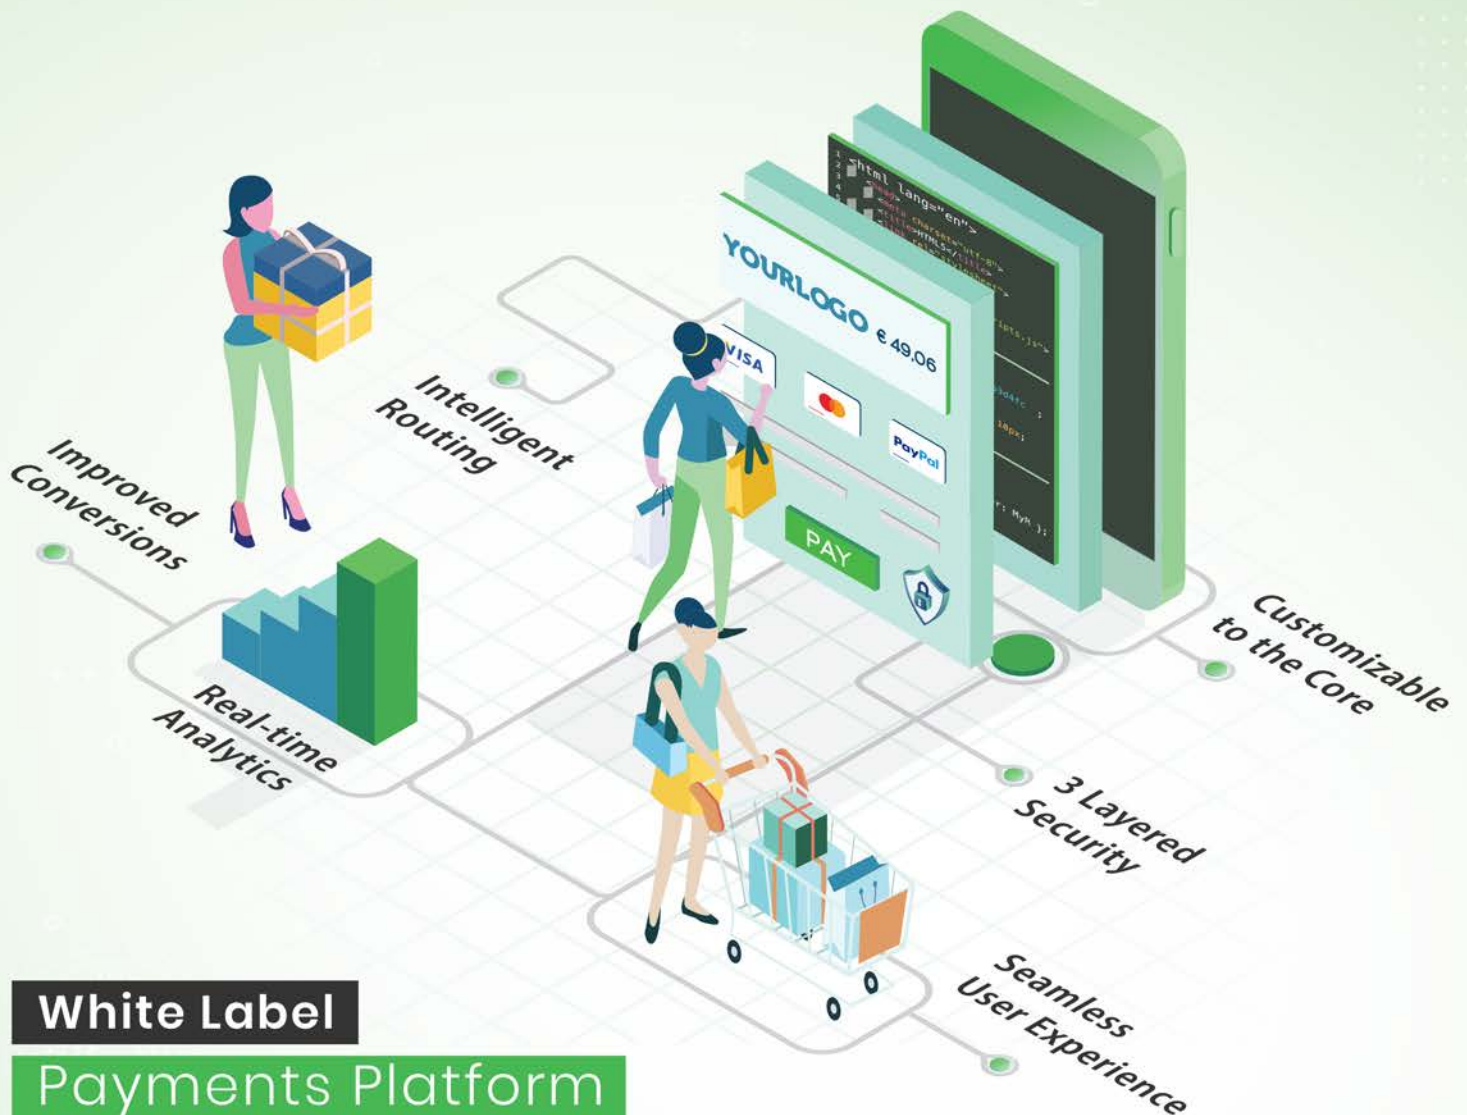 YOURLOGO
€ 49,06
VISA
PayPal
PAY
<html lang="en">
Intelligent
Routing
Improved
Conversions
Real-time
Analytics
Customizable
to the Core
3 Layered
Security
Seamless
User Experience
White Label
Payments Platform